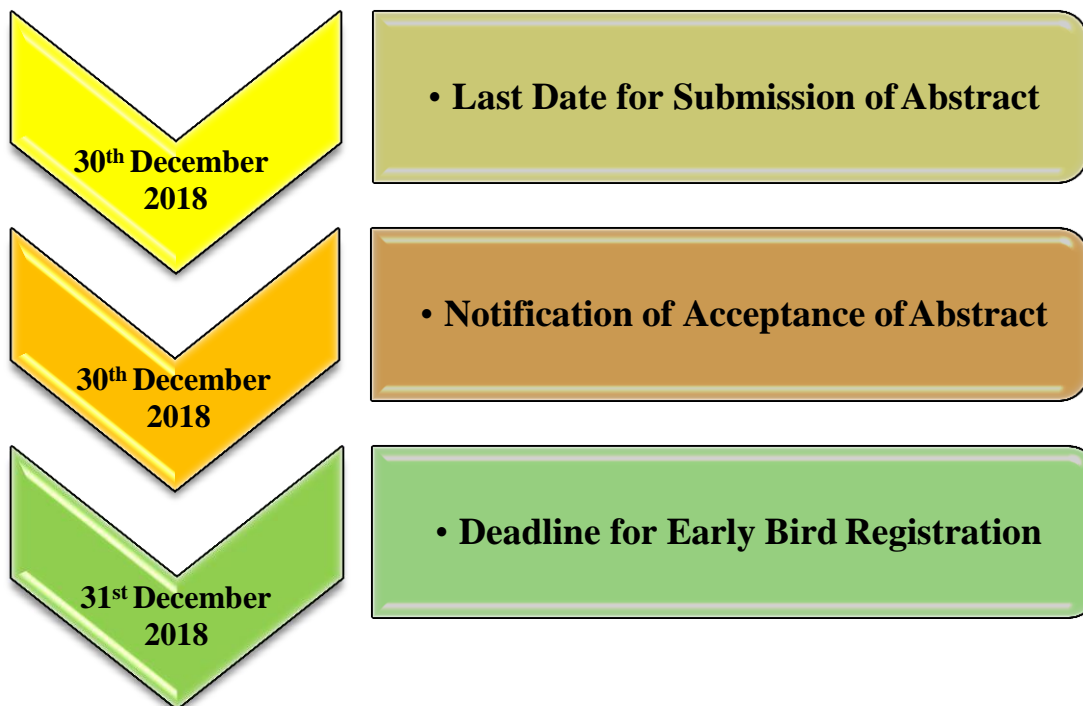 • Last Date for Submission of Abstract
30th December
2018
• Notification of Acceptance of Abstract
30th December
2018
• Deadline for Early Bird Registration
31st December
2018